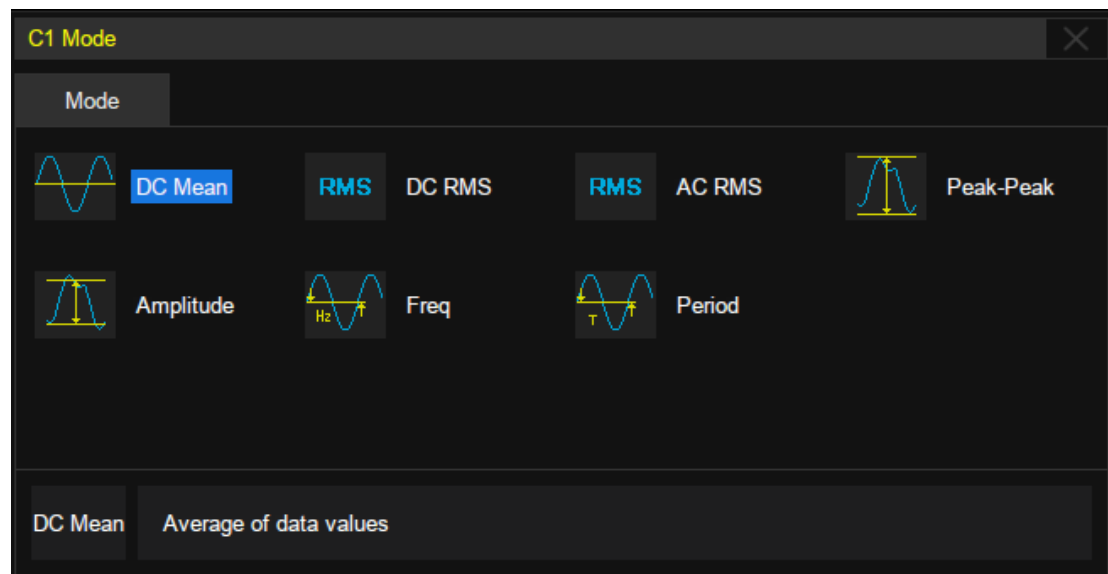 C1 Mode
Mode
DC Mean
RMS
DC RMS
RMS
AC RMS
Peak-Peak
Amplitude
Hz
Freq
T
Period
DC Mean
Average of data values